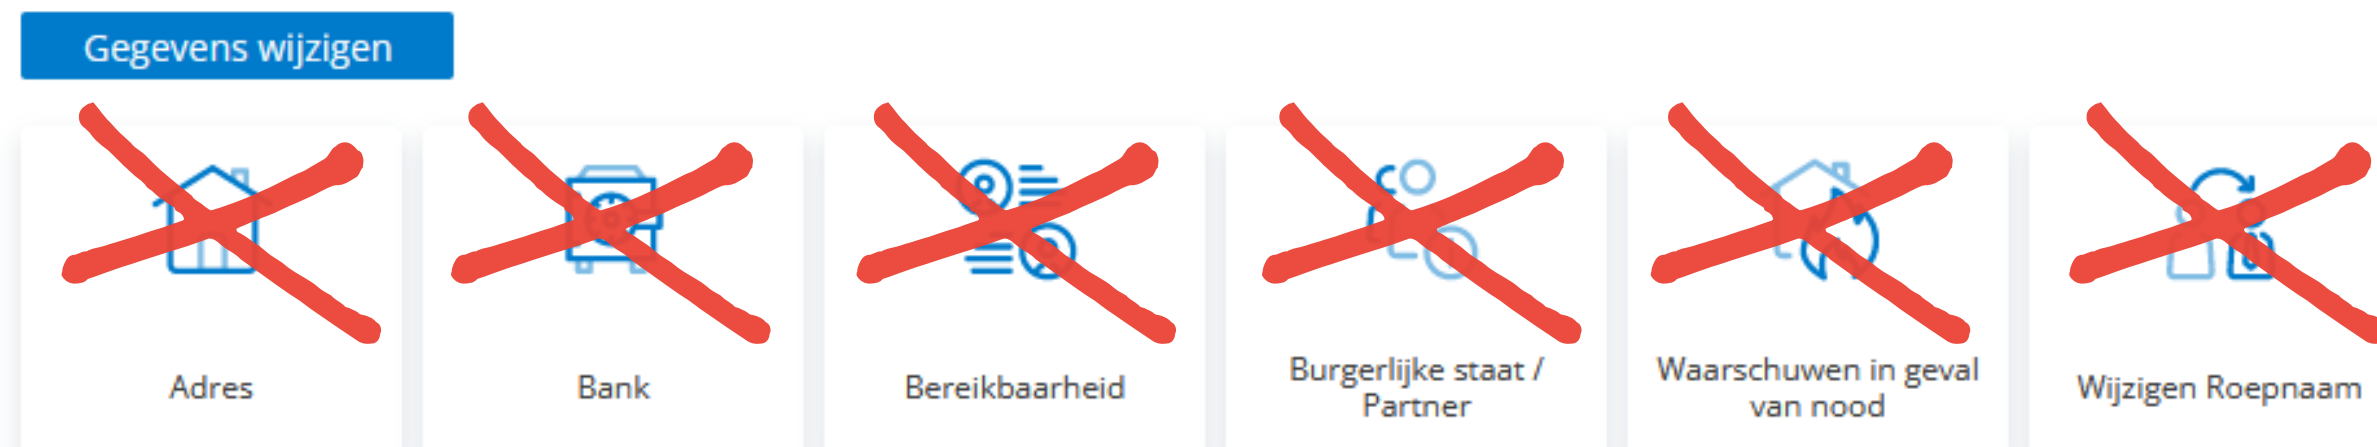 Gegevens wijzigen
Adres
Bank
Bereikbaarheid
Burgerlijke staat /
Partner
Waarschuwen in geval
van nood
Wijzigen Roepnaam